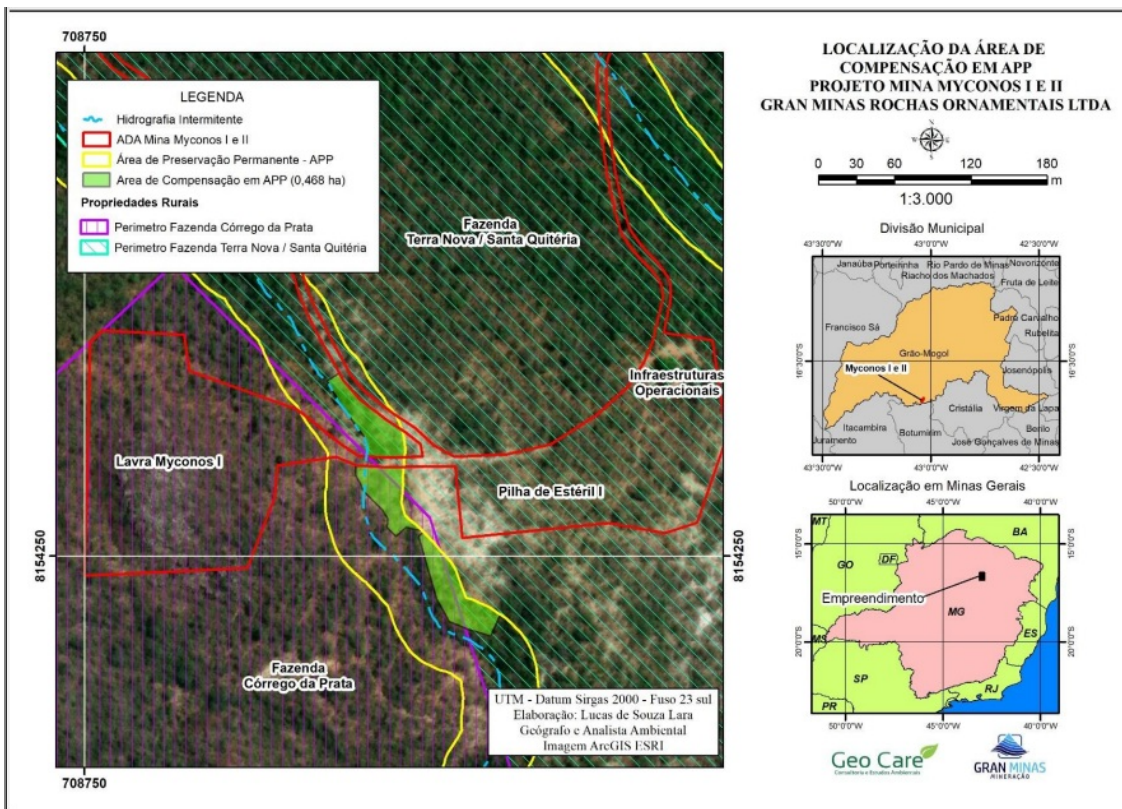 708750
LEGENDA
Hidrografia Intermitente
ADA Mina Myconos I e II
Área de Preservação Permanente - APP
Area de Compensação em APP (0,468 ha)
Propriedades Rurais
Perimetro Fazenda Córrego da Prata
Perimetro Fazenda Terra Nova / Santa Quitéria
Fazenda
Terra Nova / Santa Quitéria
Infraestruturas
Operacionais
Lavra Myconos I
Pilha de Estéril I
8154250
8154250
Fazenda
Córrego da Prata
UTM - Datum Sirgas 2000 - Fuso 23 sul
Elaboração: Lucas de Souza Lara
Geógrafo e Analista Ambiental
Imagem ArcGIS ESRI
708750
LOCALIZAÇÃO DA ÁREA DE
COMPENSAÇÃO EM APP
PROJETO MINA MYCONOS I E II
GRAN MINAS ROCHAS ORNAMENTAIS LTDA
N
0 30 60 120 180
m
1:3.000
Divisão Municipal
43°30'0"W 43°0'0"W 42°30'0"W
Janaúba Porteirinha Rio Pardo de Minas Novorizonte
Riacho dos Machados
Fruta de Leite
Padre Carvalho
Francisco Sá
Rubelita
16°30'0"S 16°30'0"S
Grão-Mogol
Josenópolis
Myconos I e II
Cristália
Virgem da Lapa
Itacambira
Berilo
Juramento
Botumirim
José Gonçalves de Minas
43°30'0"W 43°0'0"W 42°30'0"W
Localização em Minas Gerais
50°0'0"W 45°0'0"W 40°0'0"W
MT
BA
15°0'0"S 15°0'0"S
GO
DF
Empreendimento
MG
MS
ES
20°0'0"S 20°0'0"S
SP
RJ
PR
50°0'0"W 45°0'0"W 40°0'0"W
Geo Care
Consultoria e Estudos Ambientais
GRAN MINAS
MINERAÇÃO